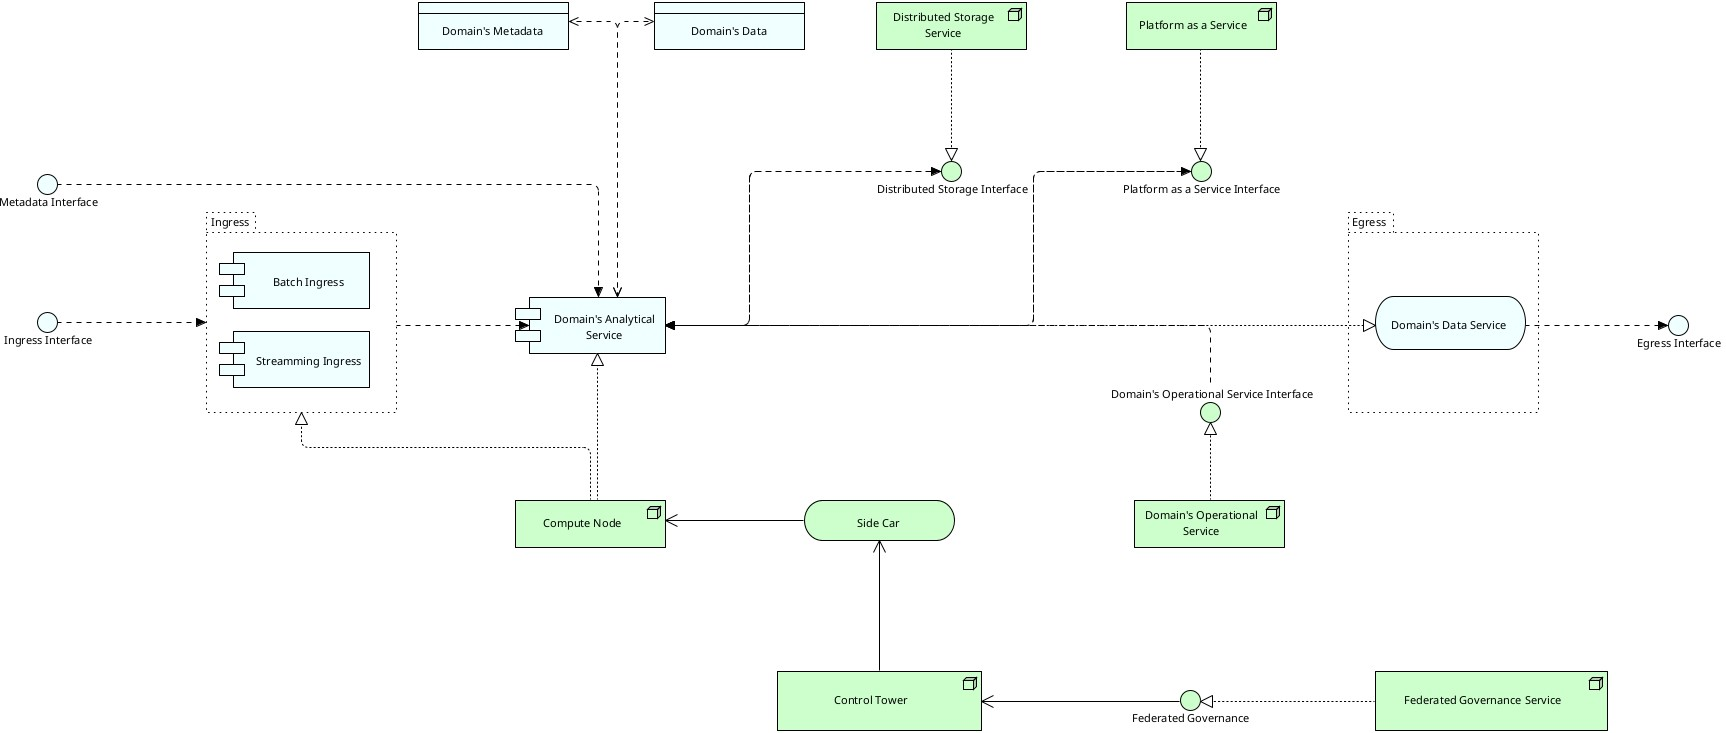 Domain's Metadata
Domain's Data
Distributed Storage
Service
Platform as a Service
Metadata Interface
Distributed Storage Interface
Platform as a Service Interface
Ingress
Egress
Batch Ingress
Ingress Interface
Domain's Analytical
Service
Domain's Data Service
Egress Interface
Streamming Ingress
Domain's Operational Service Interface
Compute Node
Side Car
Domain's Operational
Service
Control Tower
Federated Governance
Federated Governance Service